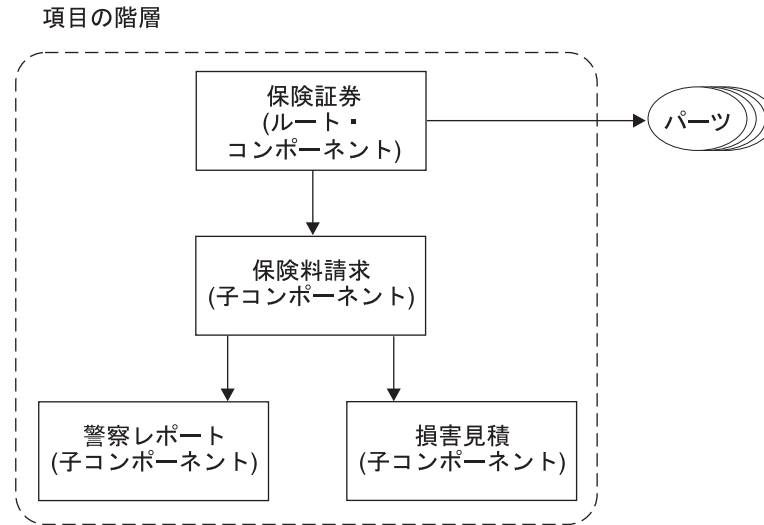 項目の階層
保険証券
(ルート・
コンポーネント)
パーツ
保険料請求
(子コンポーネント)
警察レポート
(子コンポーネント)
損害見積
(子コンポーネント)